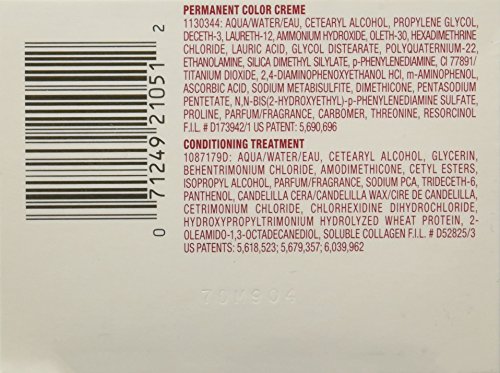 PERMANENT COLOR CREME
1130344: AQUA/WATER/EAU, CETEARYL ALCOHOL, PROPYLENE GLYCOL,
DECETH-3, LAURETH-12, AMMONIUM HYDROXIDE, OLETH-30, HEXADIMETHRINE
CHLORIDE, LAURIC ACID, GLYCOL DISTEARATE, POLYQUATERNIUM-22,
ETHANOLAMINE, SILICA DIMETHYL SILYLATE, p-PHENYLENEDIAMINE, CI 77891/
TITANIUM DIOXIDE, 2,4-DIAMINOPHENOXYETHANOL HCl, m-AMINOPHENOL,
ASCORBIC ACID, SODIUM METABISULFITE, DIMETHICONE, PENTASODIUM
PENTETATE, N,N-BIS(2-HYDROXYETHYL)-p-PHENYLENEDIAMINE SULFATE,
PROLINE, PARFUM/FRAGRANCE, CARBOMER, THREONINE, RESORCINOL
F.I.L. # D173942/1 US PATENT: 5,690,696
CONDITIONING TREATMENT
1087179D: AQUA/WATER/EAU, CETEARYL ALCOHOL, GLYCERIN,
BEHENTRIMONIUM CHLORIDE, AMODIMETHICONE, CETYL ESTERS,
ISOPROPYL ALCOHOL, PARFUM/FRAGRANCE, SODIUM PCA, TRIDECETH-6,
PANTHENOL, CANDELILLA CERA/CANDELILLA WAX/CIRE DE CANDELILLA,
CETRIMONIUM CHLORIDE, CHLORHEXIDINE DIHYDROCHLORIDE,
HYDROXYPROPYLTRIMONIUM HYDROLYZED WHEAT PROTEIN, 2-
OLEAMIDO-1,3-OCTADECANEDIOL, SOLUBLE COLLAGEN F.I.L. # D52825/3
US PATENTS: 5,618,523; 5,679,357; 6,039,962
0 71249 21051 2